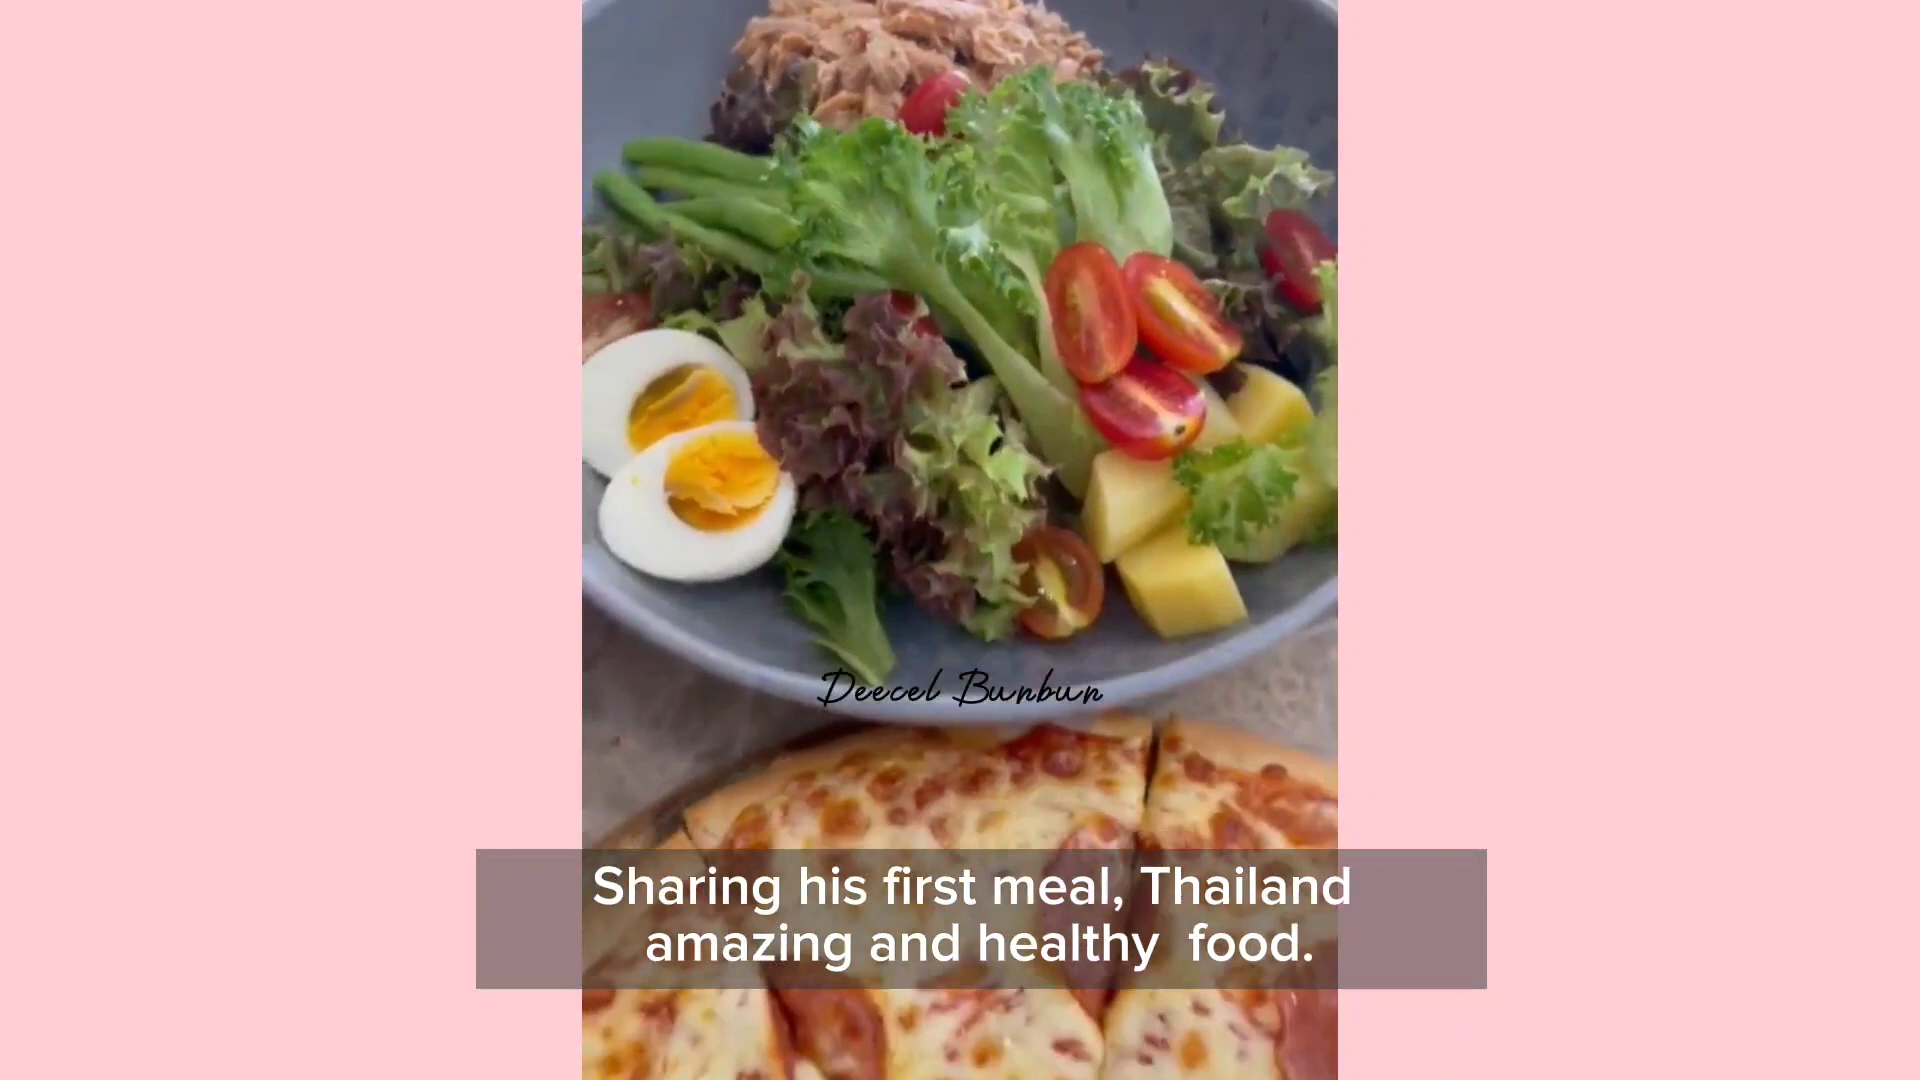 Deecel Bunbun
Sharing his first meal, Thailand
amazing and healthy  food.